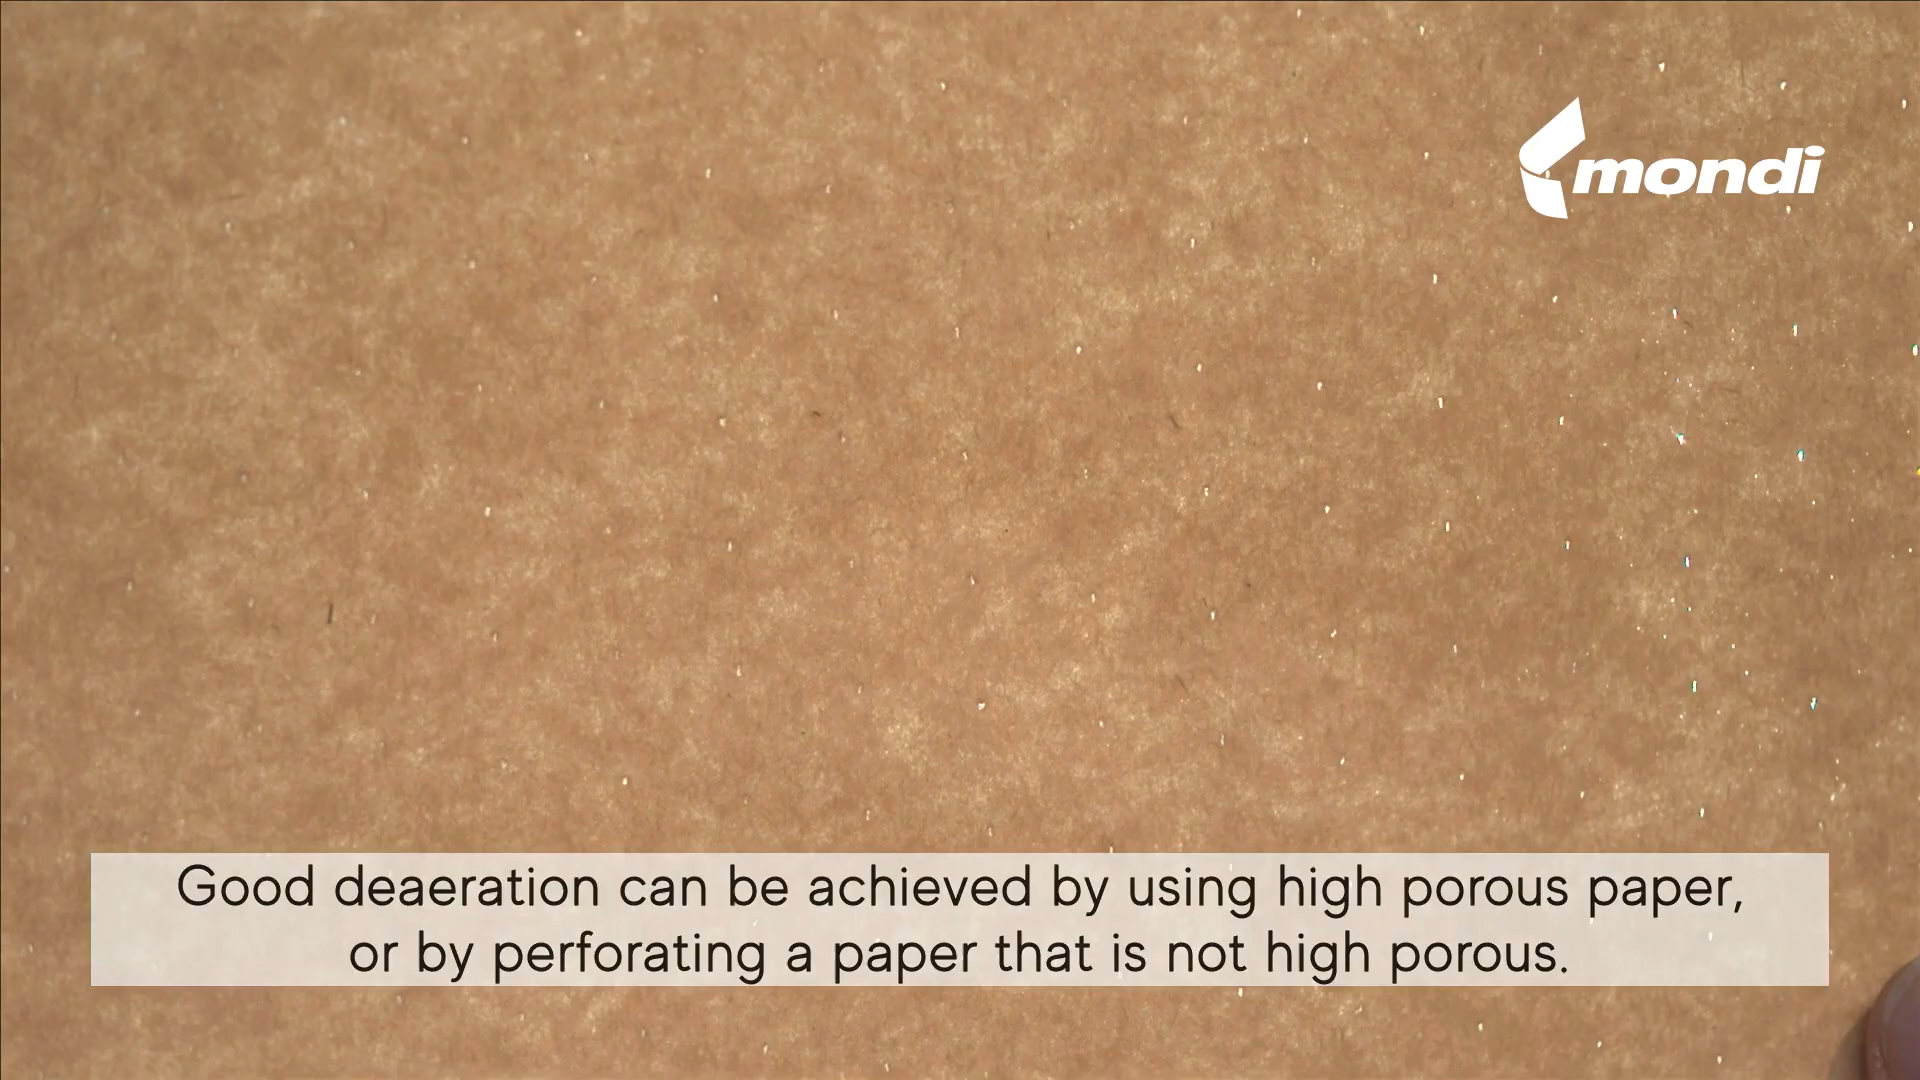 mondi
Good deaeration can be achieved by using high porous paper,
or by perforating a paper that is not high porous.